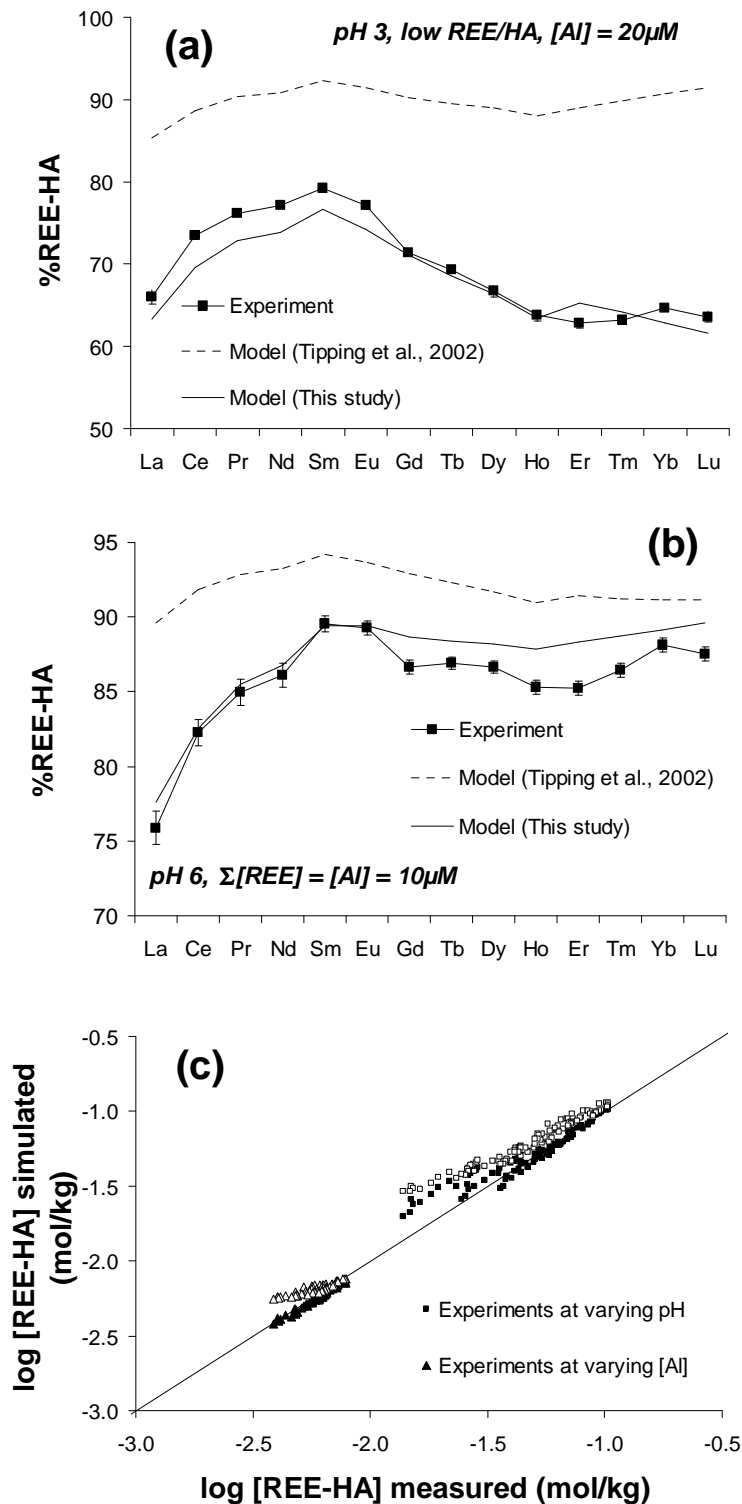 (a)
pH 3, low REE/HA, [Al] = 20µM
100
90
80
70
60
50
%REE-HA
Experiment
Model (Tipping et al., 2002)
Model (This study)
La Ce Pr Nd Sm Eu Gd Tb Dy Ho Er Tm Yb Lu
(b)
95
90
85
80
75
70
%REE-HA
Experiment
Model (Tipping et al., 2002)
Model (This study)
pH 6, Σ[REE] = [Al] = 10µM
La Ce Pr Nd Sm Eu Gd Tb Dy Ho Er Tm Yb Lu
(c)
-0.5
-1.0
-1.5
-2.0
-2.5
-3.0
log [REE-HA] simulated
(mol/kg)
Experiments at varying pH
Experiments at varying [Al]
-3.0 -2.5 -2.0 -1.5 -1.0 -0.5
log [REE-HA] measured (mol/kg)